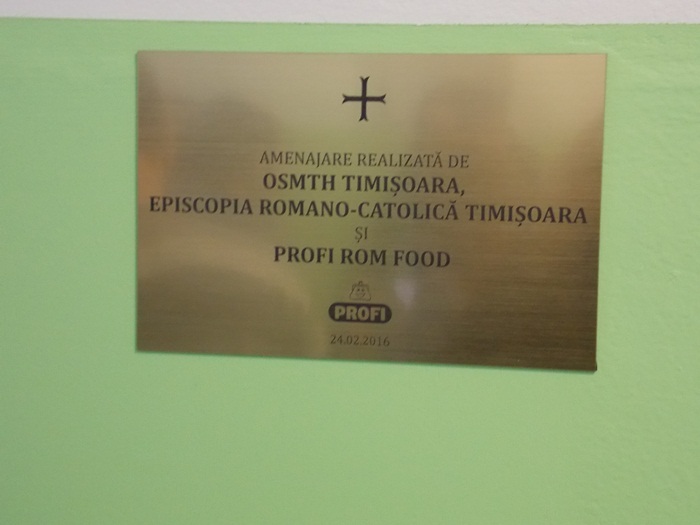 AMENAJARE REALIZATĂ DE
OSMTH TIMIȘOARA,
EPISCOPIA ROMANO-CATOLICĂ TIMIȘOARA
ȘI
PROFI ROM FOOD
PROFI
24.02.2016